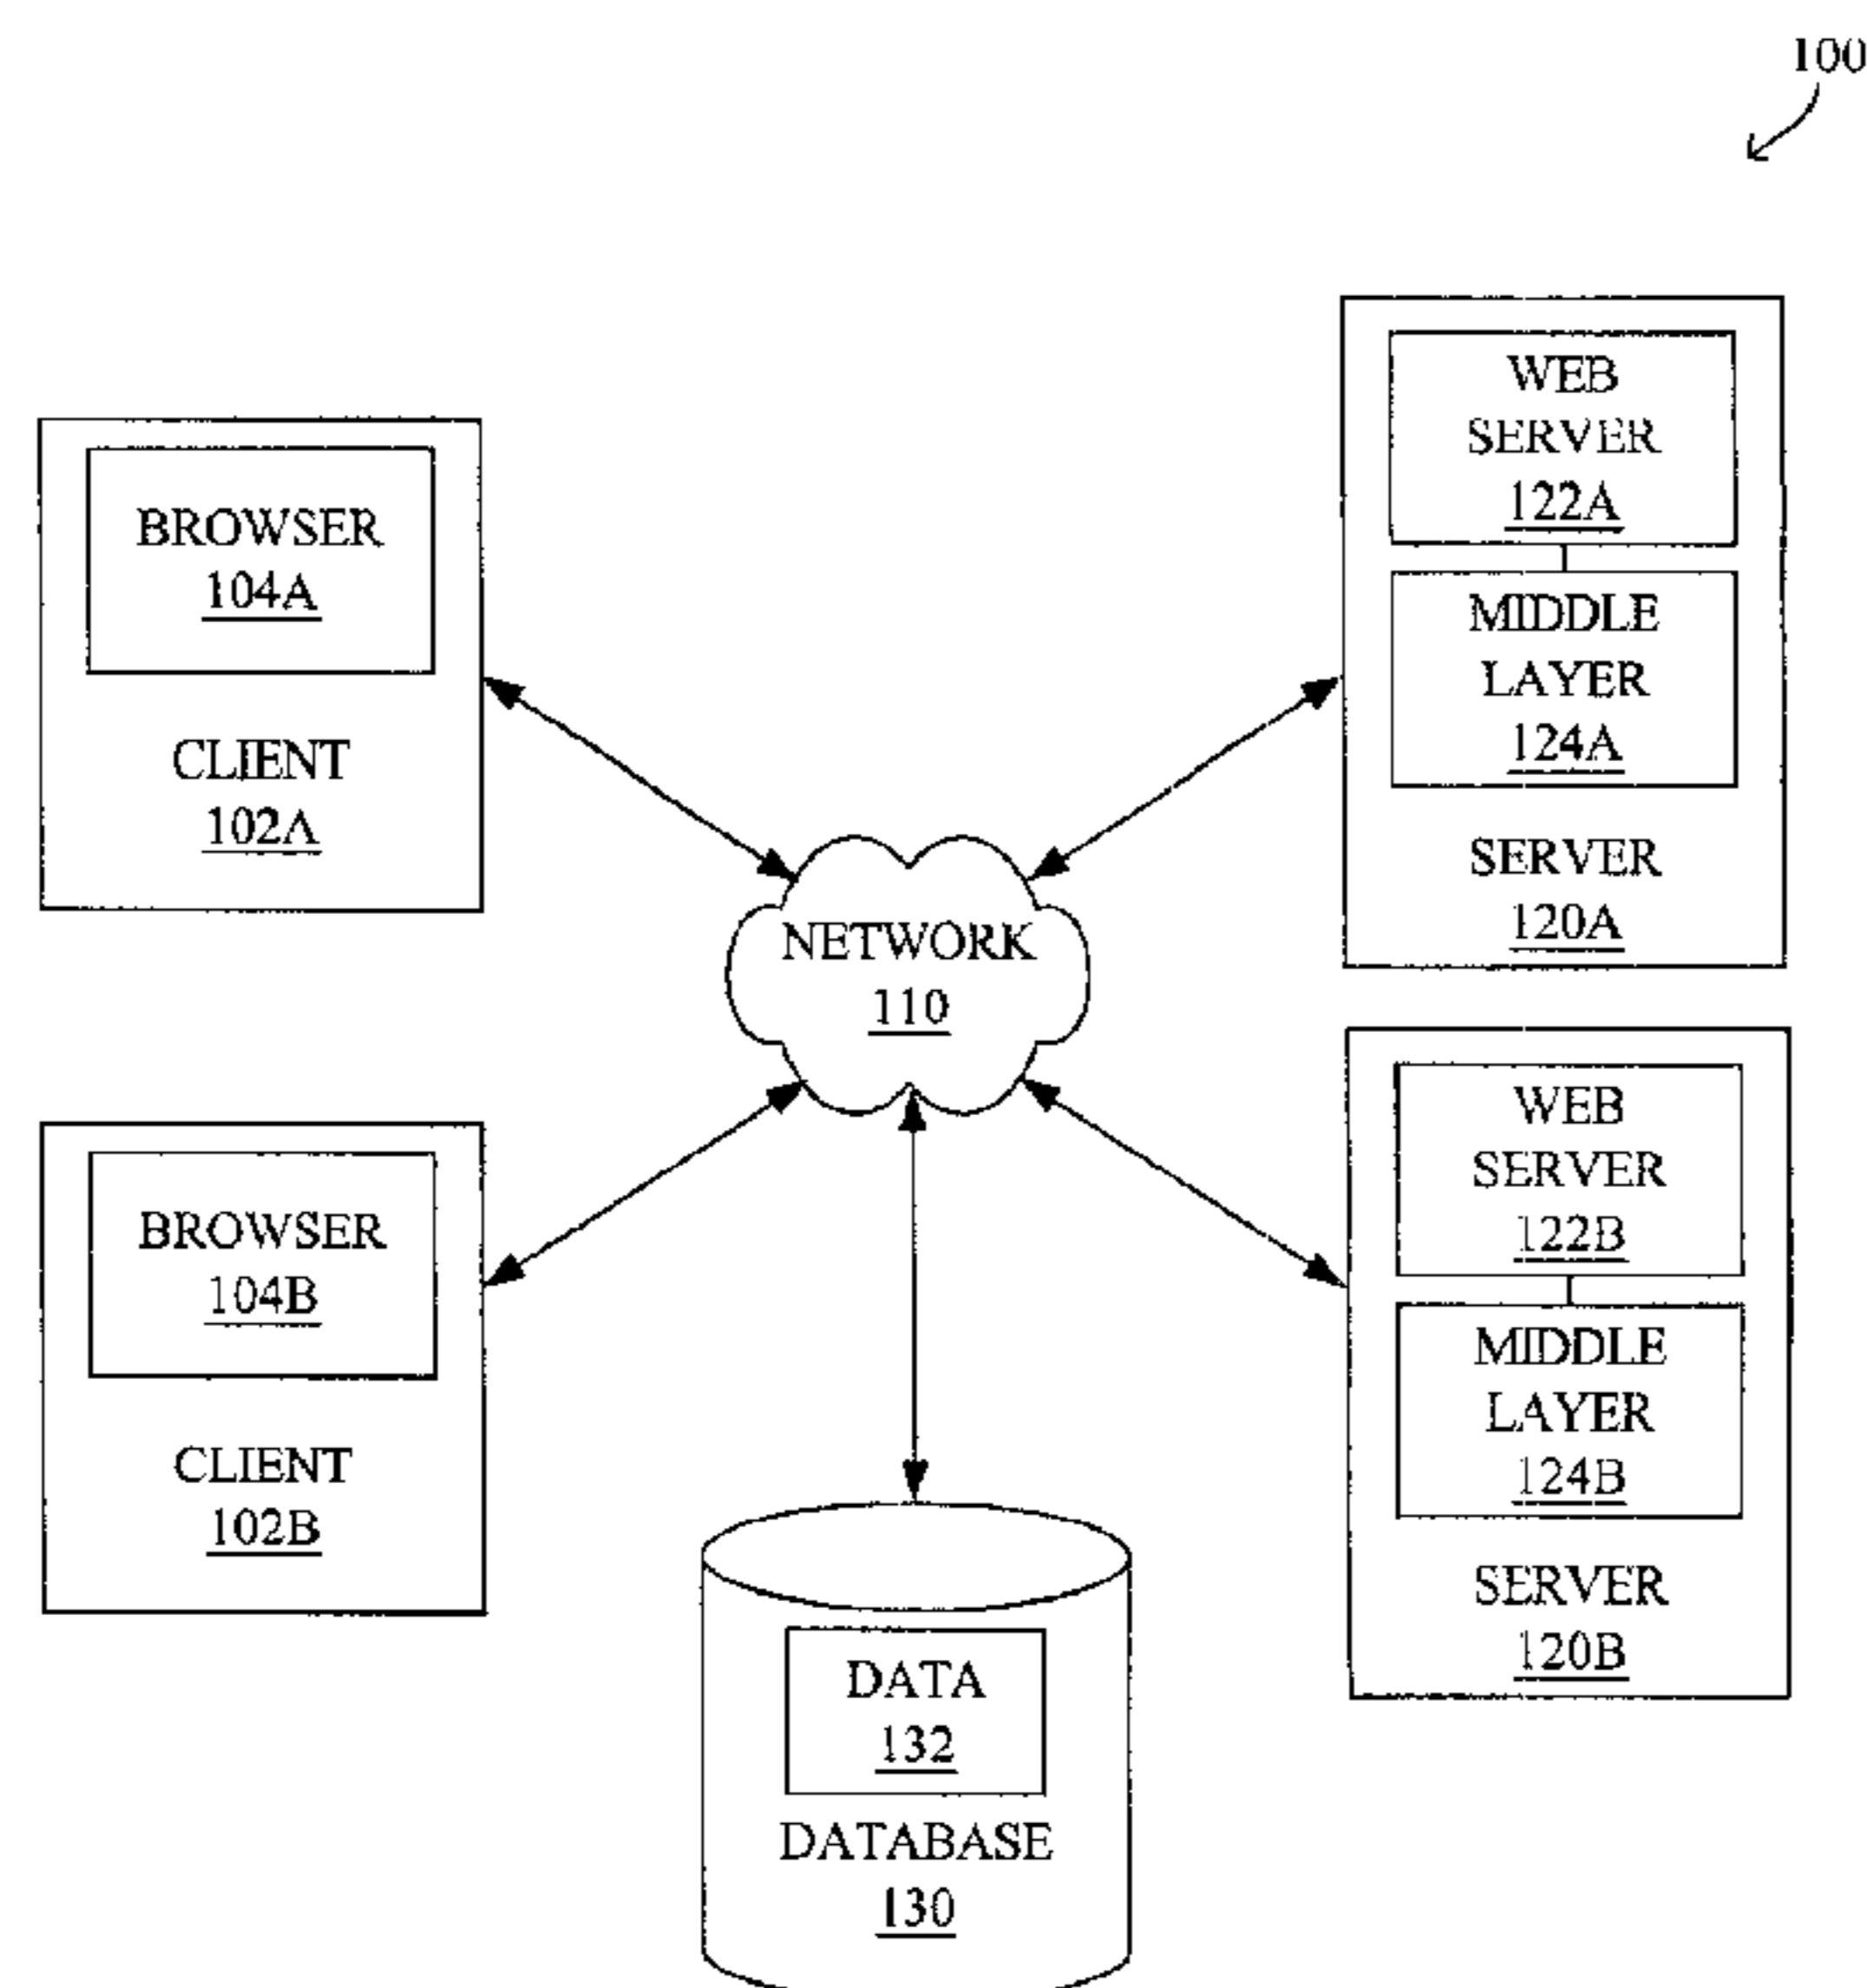 100
WEB
SERVER
122A
MIDDLE
LAYER
124A
SERVER
120A
BROWSER
104A
CLIENT
102A
NETWORK
110
BROWSER
104B
CLIENT
102B
WEB
SERVER
122B
MIDDLE
LAYER
124B
SERVER
120B
DATA
132
DATABASE
130